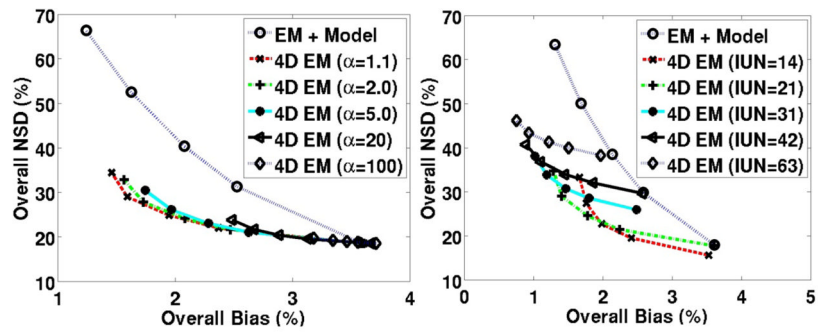 70
60
50
40
30
20
10
Overall NSD (%)
EM + Model
4D EM (α=1.1)
4D EM (α=2.0)
4D EM (α=5.0)
4D EM (α=20)
4D EM (α=100)
1 2 3 4
Overall Bias (%)
80
70
60
50
40
30
20
10
Overall NSD (%)
EM + Model
4D EM (IUN=14)
4D EM (IUN=21)
4D EM (IUN=31)
4D EM (IUN=42)
4D EM (IUN=63)
0 1 2 3 4 5
Overall Bias (%)